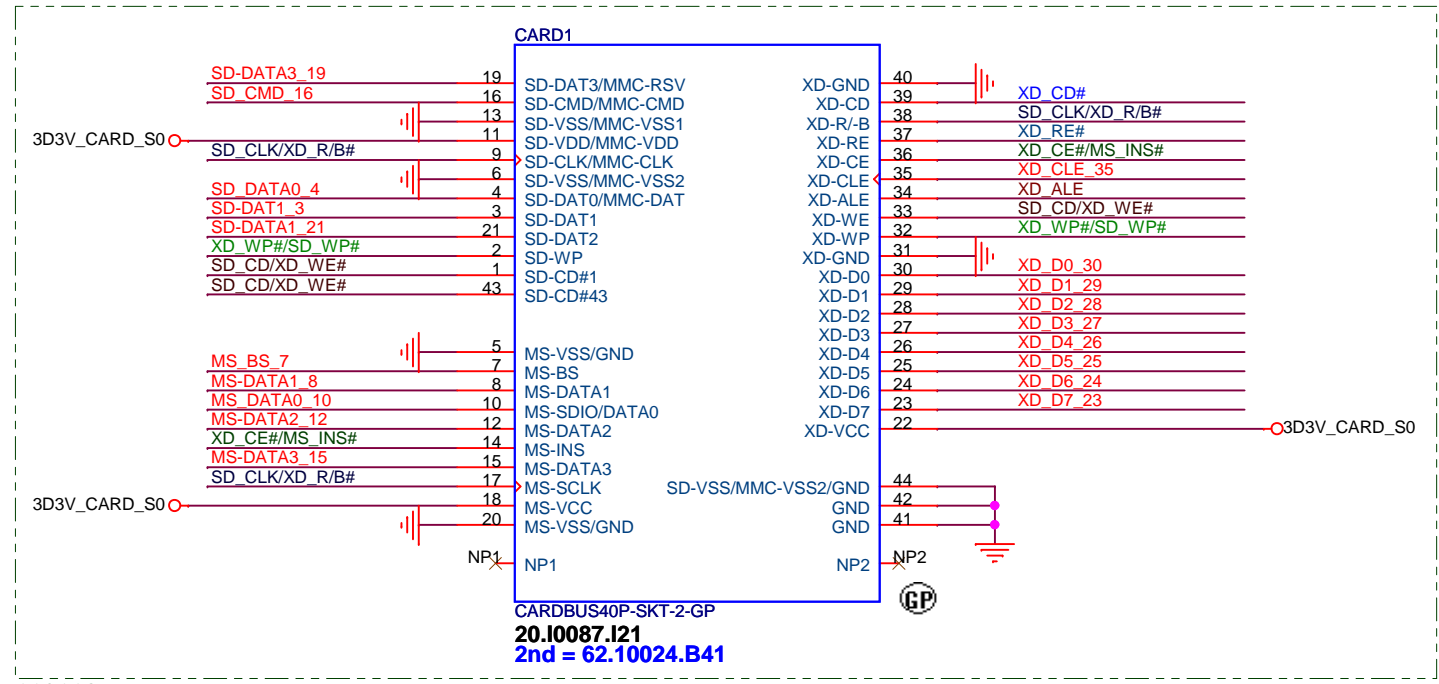 CARD1
SD-DATA3_19 19 SD-DAT3/MMC-RSV
SD_CMD_16 16 SD-CMD/MMC-CMD
13 SD-VSS/MMC-VSS1
3D3V_CARD_S0 11 SD-VDD/MMC-VDD
SD_CLK/XD_R/B# 9 SD-CLK/MMC-CLK
6 SD-VSS/MMC-VSS2
SD_DATA0_4 4 SD-DAT0/MMC-DAT
SD-DAT1_3 3 SD-DAT1
SD-DATA1_21 21 SD-DAT2
XD_WP#/SD_WP# 2 SD-WP
SD_CD/XD_WE# 1 SD-CD#1
SD_CD/XD_WE# 43 SD-CD#43
5 MS-VSS/GND
MS_BS_7 7 MS-BS
MS-DATA1_8 8 MS-DATA1
MS_DATA0_10 10 MS-SDIO/DATA0
MS-DATA2_12 12 MS-DATA2
XD_CE#/MS_INS# 14 MS-INS
MS-DATA3_15 15 MS-DATA3
SD_CLK/XD_R/B# 17 MS-SCLK
3D3V_CARD_S0 18 MS-VCC
20 MS-VSS/GND
NP1 NP1
XD-GND 40
XD-CD 39 XD_CD#
XD-R/-B 38 SD_CLK/XD_R/B#
XD-RE 37 XD_RE#
XD-CE 36 XD_CE#/MS_INS#
XD-CLE 35 XD_CLE_35
XD-ALE 34 XD_ALE
XD-WE 33 SD_CD/XD_WE#
XD-WP 32 XD_WP#/SD_WP#
XD-GND 31
XD-D0 30 XD_D0_30
XD-D1 29 XD_D1_29
XD-D2 28 XD_D2_28
XD-D3 27 XD_D3_27
XD-D4 26 XD_D4_26
XD-D5 25 XD_D5_25
XD-D6 24 XD_D6_24
XD-D7 23 XD_D7_23
XD-VCC 22 3D3V_CARD_S0
SD-VSS/MMC-VSS2/GND 44
GND 42
GND 41
NP2 NP2
GP
CARDBUS40P-SKT-2-GP
20.I0087.I21
2nd = 62.10024.B41